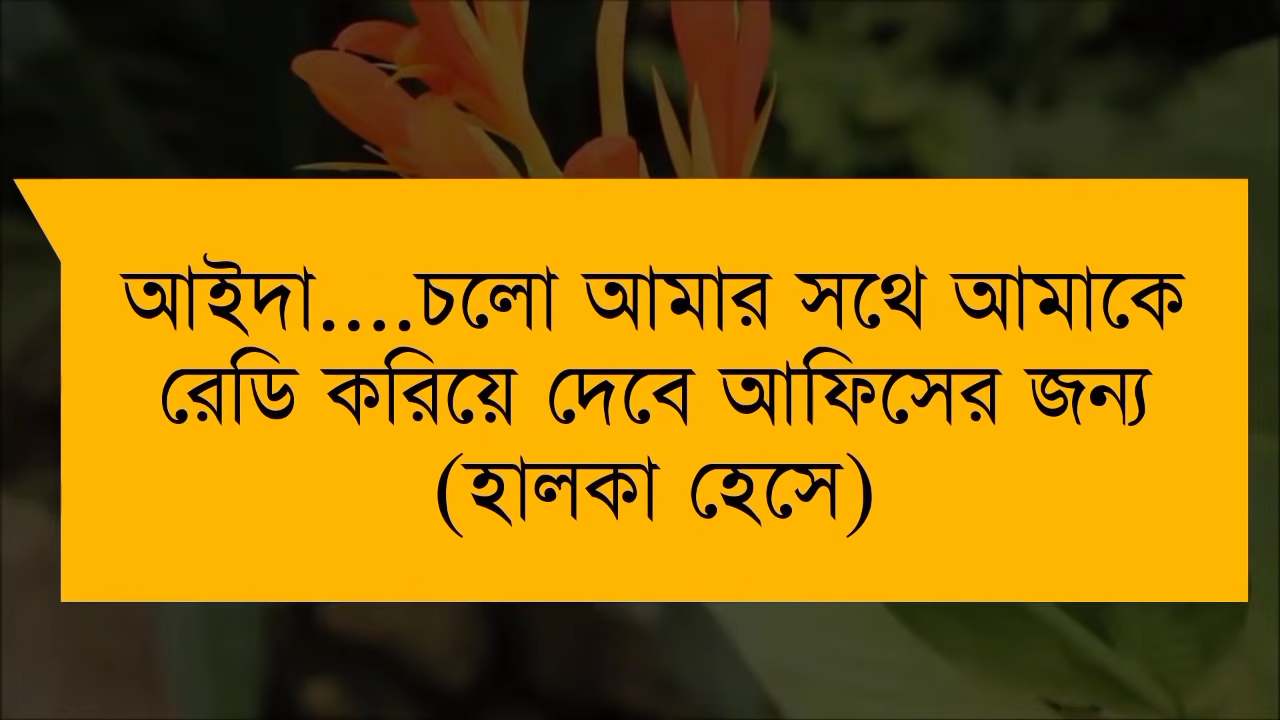 আইদা....চলো আমার সথে আমাকে
রেডি করিয়ে দেবে আফিসের জন্য
(হালকা হেসে)